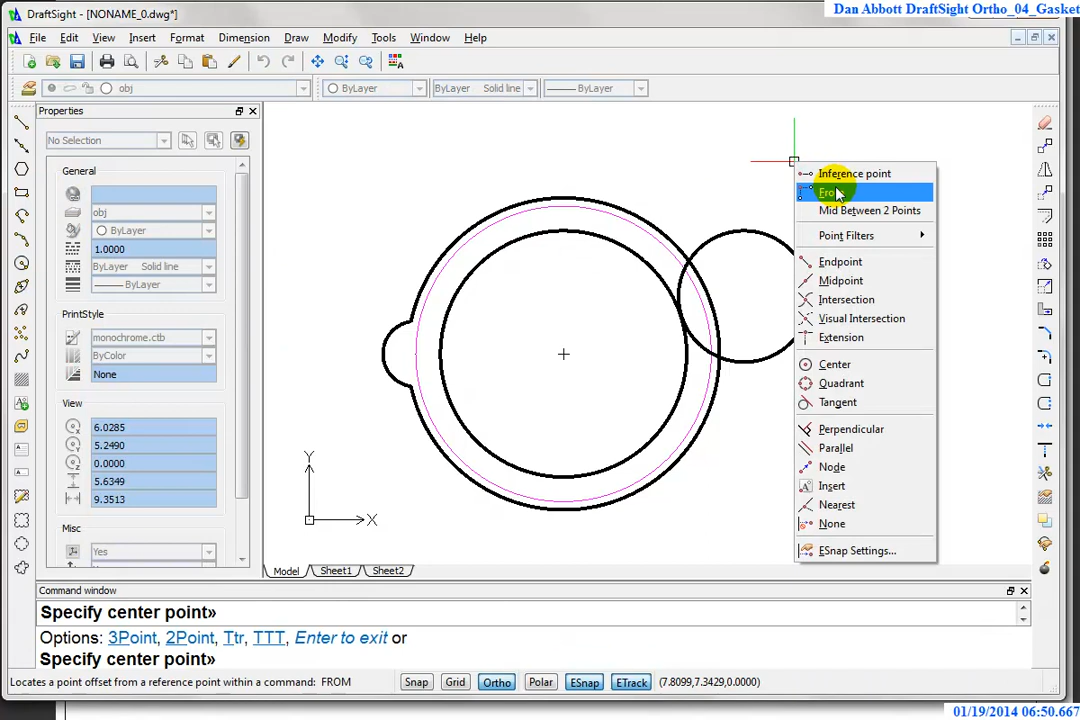 Dan Abbott DraftSight Ortho_04_Gasket
DraftSight - [NONAME_0.dwg*]
File Edit View Insert Format Dimension Draw Modify Tools Window Help
obj ByLayer ByLayer Solid line ByLayer
Properties
No Selection
General
obj
ByLayer
1.0000
ByLayer Solid line
ByLayer
PrintStyle
monochrome.ctb
ByColor
None
View
6.0285
5.2490
0.0000
5.6349
9.3513
Misc
Yes
Inference point
Mid Between 2 Points
Point Filters
Endpoint
Midpoint
Intersection
Visual Intersection
Extension
Center
Quadrant
Tangent
Perpendicular
Parallel
Node
Insert
Nearest
None
ESnap Settings...
Y
X
Model Sheet1 Sheet2
Command window
Specify center point»
Options: 3Point, 2Point, Ttr, TTT, Enter to exit or
Specify center point»
Locates a point offset from a reference point within a command: FROM Snap Grid Ortho Polar ESnap ETrack (7.8099,7.3429,0.0000)
01/19/2014 06:50.667